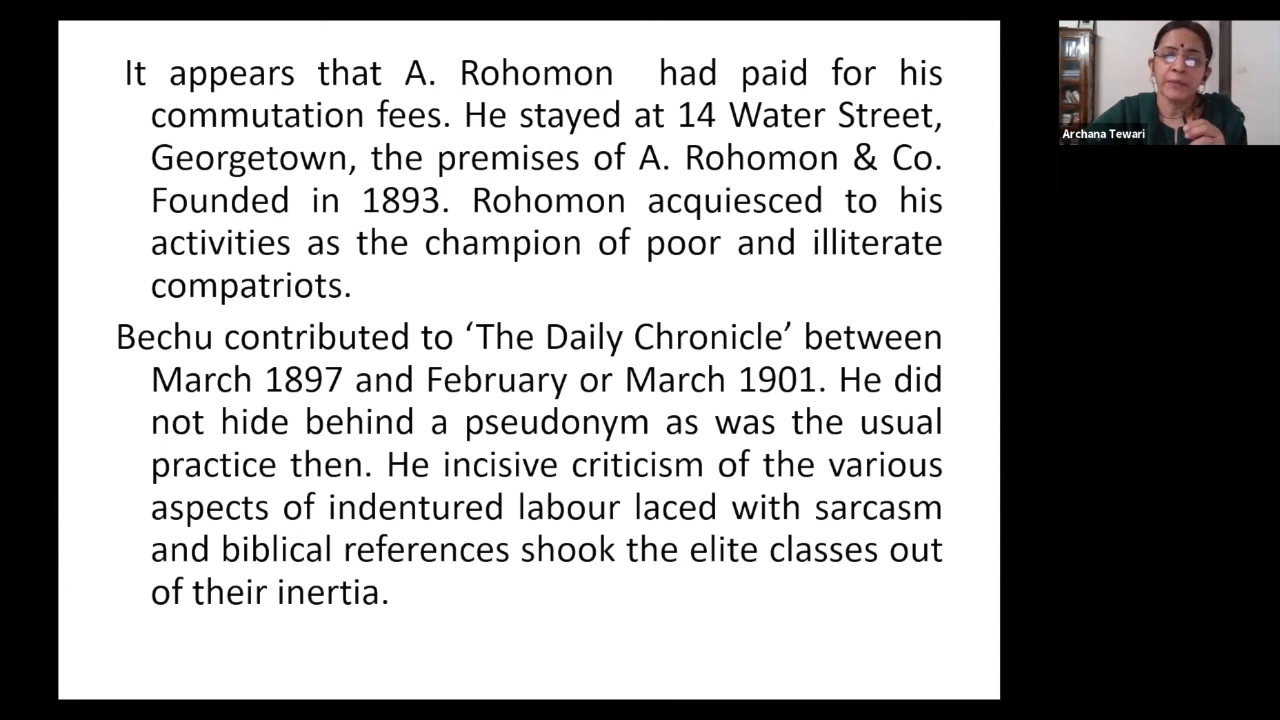 It appears that A. Rohomon had paid for his
commutation fees. He stayed at 14 Water Street,
Georgetown, the premises of A. Rohomon & Co.
Founded in 1893. Rohomon acquiesced to his
activities as the champion of poor and illiterate
compatriots.
Bechu contributed to ‘The Daily Chronicle’ between
March 1897 and February or March 1901. He did
not hide behind a pseudonym as was the usual
practice then. He incisive criticism of the various
aspects of indentured labour laced with sarcasm
and biblical references shook the elite classes out
of their inertia.
Archana Tewari